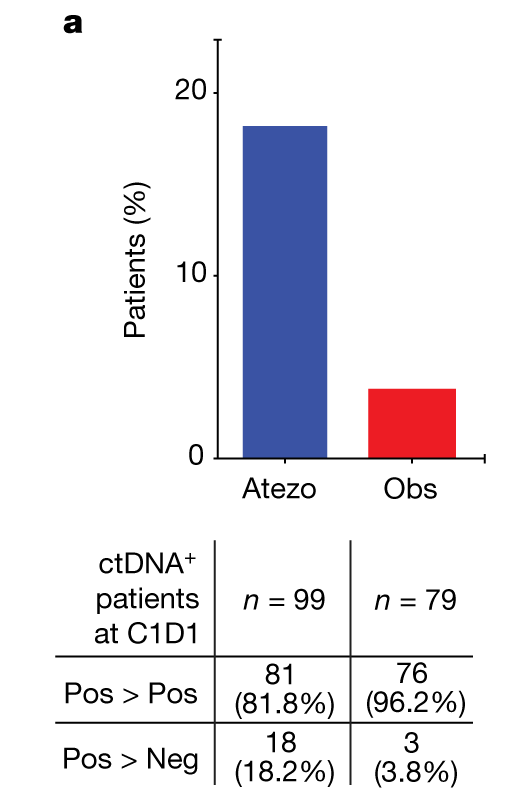 a
20
10
0
Patients (%)
Atezo Obs
ctDNA⁺
patients
at C1D1
n = 99 n = 79
Pos > Pos
81
(81.8%)
76
(96.2%)
Pos > Neg
18
(18.2%)
3
(3.8%)